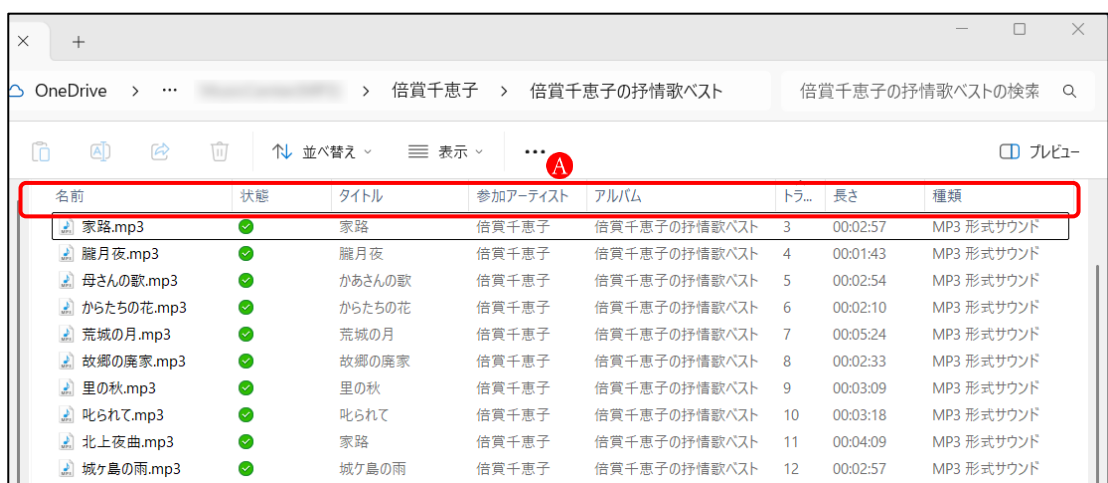 OneDrive > … > 倍賞千恵子 > 倍賞千恵子の抒情歌ベスト 倍賞千恵子の抒情歌ベストの検索
並べ替え 表示 … プレビュー
A
名前 状態 タイトル 参加アーティスト アルバム トラ... 長さ 種類
家路.mp3 家路 倍賞千恵子 倍賞千恵子の抒情歌ベスト 3 00:02:57 MP3 形式サウンド
朧月夜.mp3 朧月夜 倍賞千恵子 倍賞千恵子の抒情歌ベスト 4 00:01:43 MP3 形式サウンド
母さんの歌.mp3 かあさんの歌 倍賞千恵子 倍賞千恵子の抒情歌ベスト 5 00:02:54 MP3 形式サウンド
からたちの花.mp3 からたちの花 倍賞千恵子 倍賞千恵子の抒情歌ベスト 6 00:02:10 MP3 形式サウンド
荒城の月.mp3 荒城の月 倍賞千恵子 倍賞千恵子の抒情歌ベスト 7 00:05:24 MP3 形式サウンド
故郷の廃家.mp3 故郷の廃家 倍賞千恵子 倍賞千恵子の抒情歌ベスト 8 00:02:33 MP3 形式サウンド
里の秋.mp3 里の秋 倍賞千恵子 倍賞千恵子の抒情歌ベスト 9 00:03:09 MP3 形式サウンド
叱られて.mp3 叱られて 倍賞千恵子 倍賞千恵子の抒情歌ベスト 10 00:03:18 MP3 形式サウンド
北上夜曲.mp3 家路 倍賞千恵子 倍賞千恵子の抒情歌ベスト 11 00:04:09 MP3 形式サウンド
城ヶ島の雨.mp3 城ケ島の雨 倍賞千恵子 倍賞千恵子の抒情歌ベスト 12 00:02:57 MP3 形式サウンド